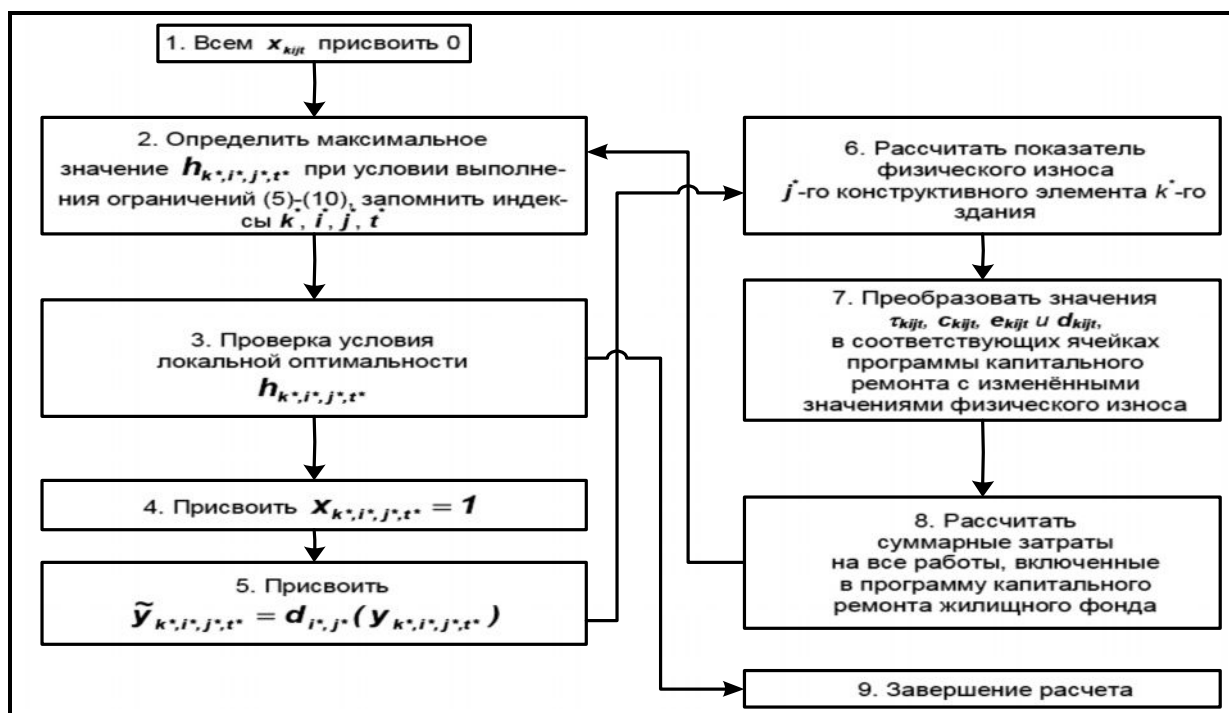 1. Всем x_kijt присвоить 0
2. Определить максимальное
значение h_k*,i*,j*,t* при условии выполне-
ния ограничений (5)-(10), запомнить индек-
сы k*, i*, j*, t*
3. Проверка условия
локальной оптимальности
h_k*,i*,j*,t*
4. Присвоить x_k*,i*,j*,t* = 1
5. Присвоить
ỹ_k*,i*,j*,t* = d_i*,j*(y_k*,i*,j*,t*)
6. Рассчитать показатель
физического износа
j*-го конструктивного элемента k*-го
здания
7. Преобразовать значения
τ_kijt, c_kijt, e_kijt и d_kijt,
в соответствующих ячейках
программы капитального
ремонта с изменёнными
значениями физического износа
8. Рассчитать
суммарные затраты
на все работы, включенные
в программу капитального
ремонта жилищного фонда
9. Завершение расчета